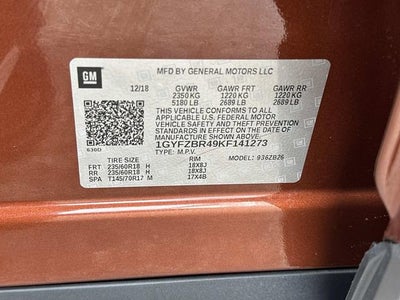 GM
MFD BY GENERAL MOTORS LLC
12/18 GVWR GAWR FRT GAWR RR
2350 KG 1220 KG 1220 KG
5180 LB 2689 LB 2689 LB
THIS VEHICLE CONFORMS TO ALL
APPLICABLE U.S. FEDERAL MOTOR
VEHICLE SAFETY AND THEFT
PREVENTION STANDARDS IN
EFFECT ON THE DATE OF
MANUFACTURE SHOWN ABOVE.
1GYFZBR49KF141273
TYPE: M.P.V. MODEL: 936ZB26
630D
TIRE SIZE RIM
FRT 235/60R18 H 18X8J
RR 235/60R18 H 18X8J
SPA T145/70R17 M 17X4B